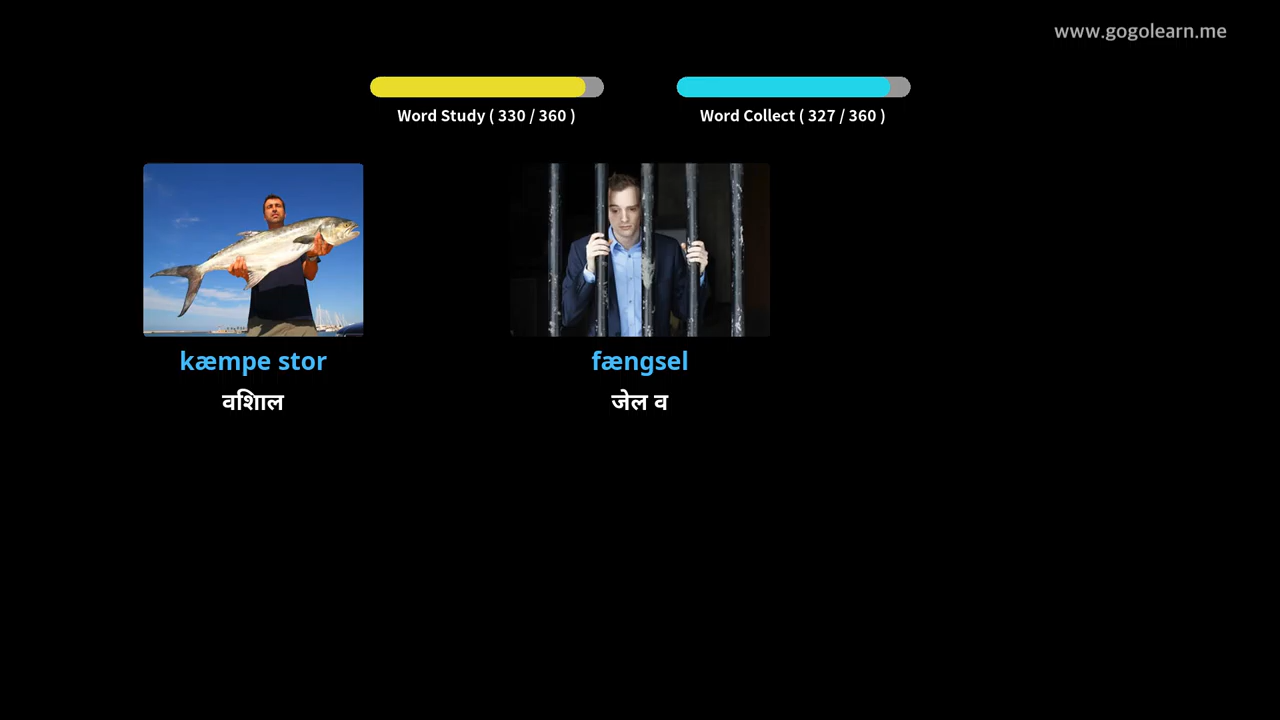 www.gogolearn.me
Word Study ( 330 / 360 )
Word Collect ( 327 / 360 )
kæmpe stor
fængsel
वशिाल
जेल व